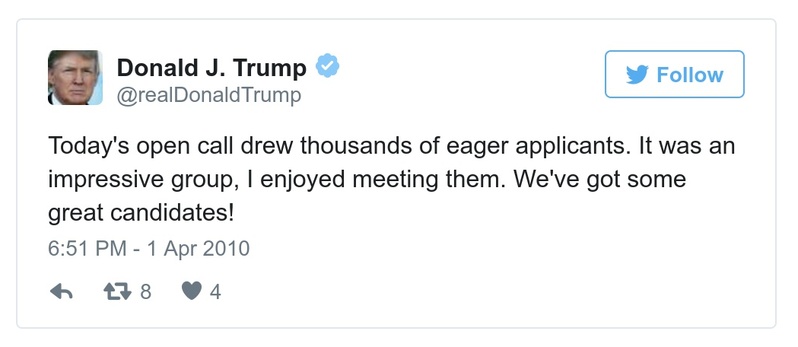 Donald J. Trump
@realDonaldTrump
Follow
Today's open call drew thousands of eager applicants. It was an
impressive group, I enjoyed meeting them. We've got some
great candidates!
6:51 PM - 1 Apr 2010
8 4